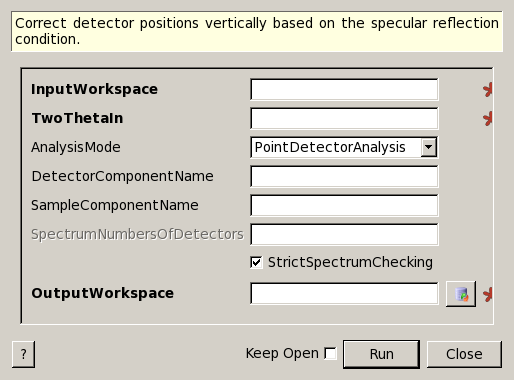 Correct detector positions vertically based on the specular reflection
condition.
InputWorkspace
TwoThetaIn
AnalysisMode PointDetectorAnalysis
DetectorComponentName
SampleComponentName
SpectrumNumbersOfDetectors
StrictSpectrumChecking
OutputWorkspace
? Keep Open Run Close